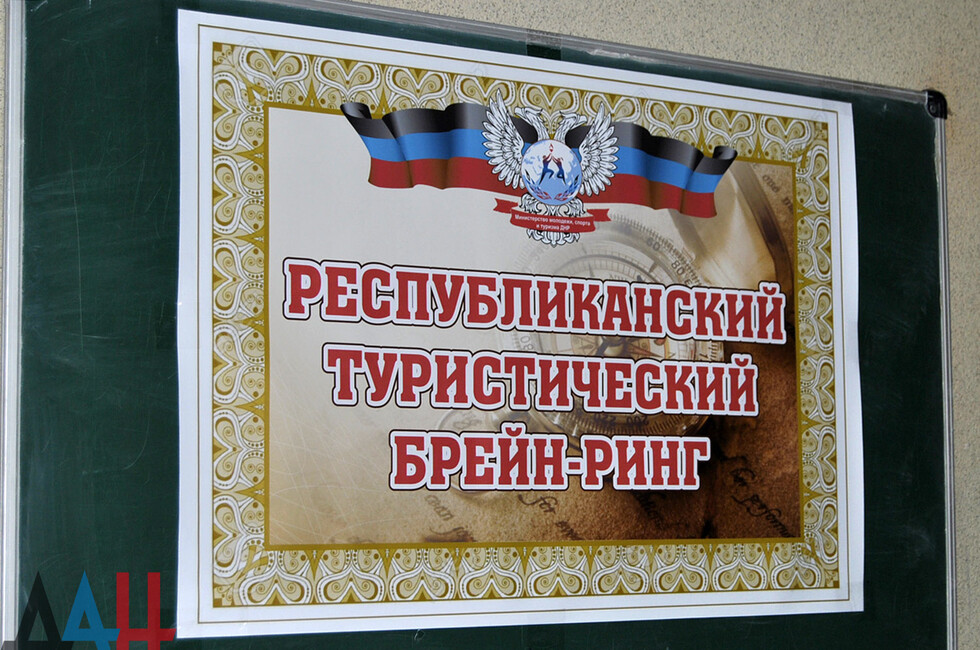 Министерство молодежи, спорта
и туризма ДНР
РЕСПУБЛИКАНСКИЙ
ТУРИСТИЧЕСКИЙ
БРЕЙН-РИНГ
ДАН